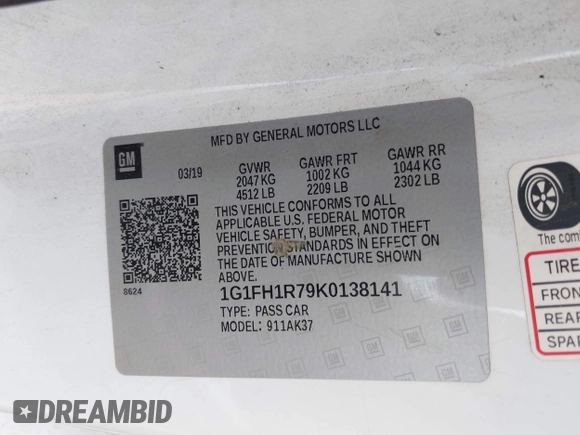 MFD BY GENERAL MOTORS LLC
GM
03/19
GVWR GAWR FRT GAWR RR
2047 KG 1002 KG 1044 KG
4512 LB 2209 LB 2302 LB
THIS VEHICLE CONFORMS TO ALL
APPLICABLE U.S. FEDERAL MOTOR
VEHICLE SAFETY, BUMPER, AND THEFT
PREVENTION STANDARDS IN EFFECT ON
THE DATE OF MANUFACTURE SHOWN
ABOVE.
8624
1G1FH1R79K0138141
TYPE: PASS CAR
MODEL: 911AK37
The com
TIRE
FRON
REAR
SPAR
DREAMBID